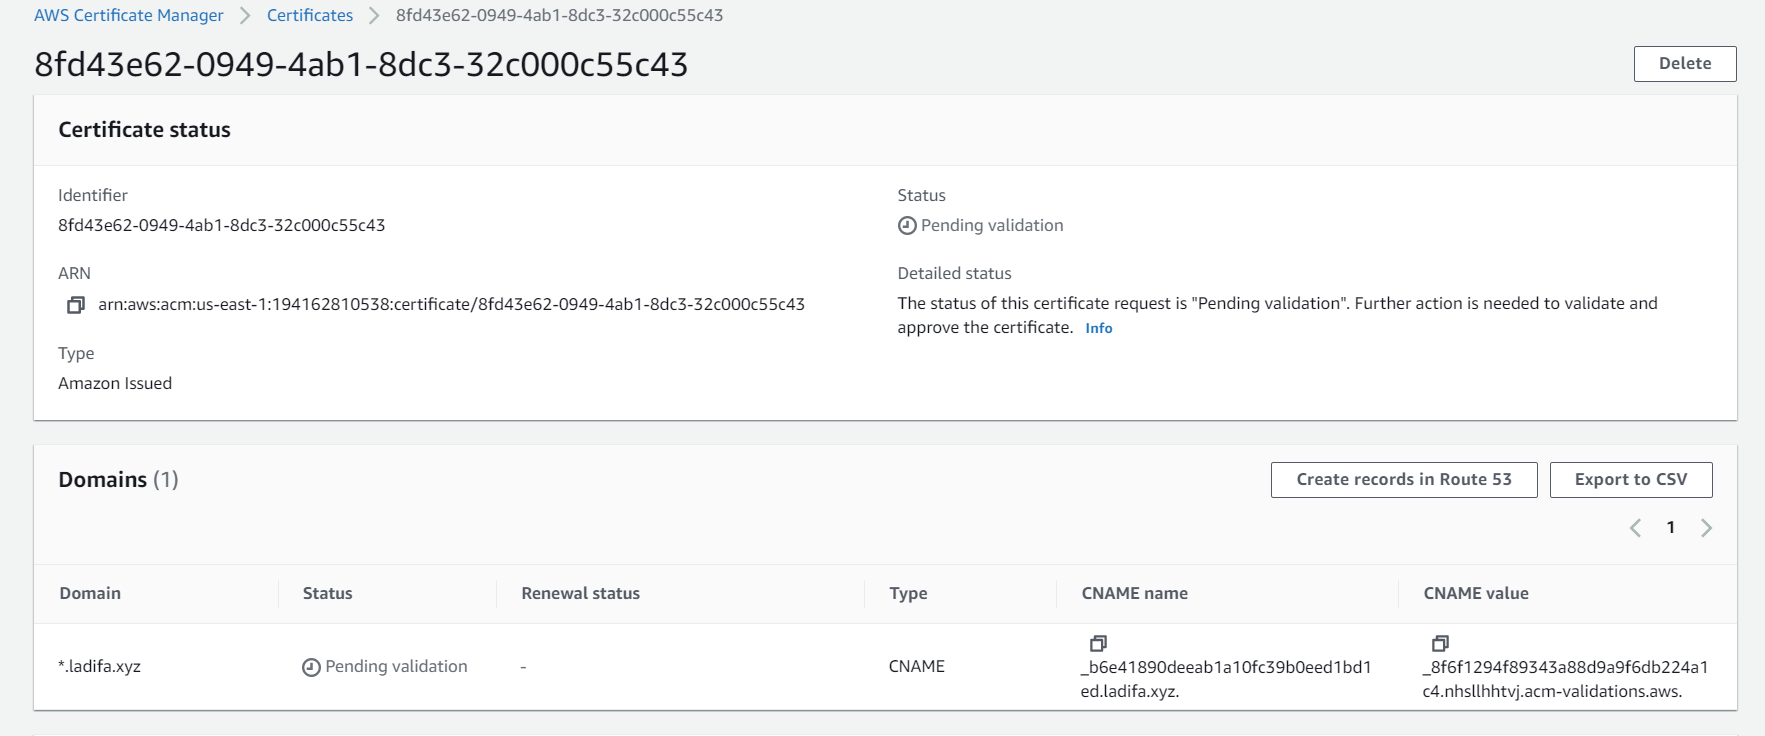 AWS Certificate Manager > Certificates > 8fd43e62-0949-4ab1-8dc3-32c000c55c43
8fd43e62-0949-4ab1-8dc3-32c000c55c43
Delete
Certificate status
Identifier
8fd43e62-0949-4ab1-8dc3-32c000c55c43
ARN
arn:aws:acm:us-east-1:194162810538:certificate/8fd43e62-0949-4ab1-8dc3-32c000c55c43
Type
Amazon Issued
Status
Pending validation
Detailed status
The status of this certificate request is "Pending validation". Further action is needed to validate and
approve the certificate. Info
Domains (1)
Create records in Route 53
Export to CSV
1
Domain Status Renewal status Type CNAME name CNAME value
*.ladifa.xyz Pending validation - CNAME
_b6e41890deeab1a10fc39b0eed1bd1
ed.ladifa.xyz.
_8f6f1294f89343a88d9a9f6db224a1
c4.nhsllhhtvj.acm-validations.aws.